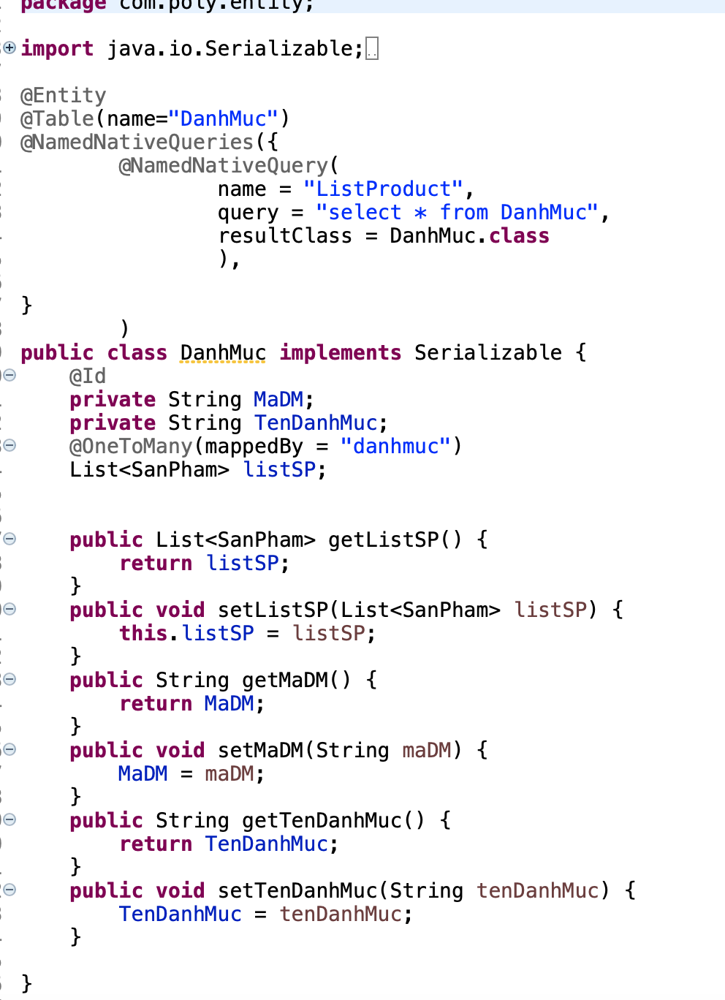 package com.poly.entity;
import java.io.Serializable;
@Entity
@Table(name="DanhMuc")
@NamedNativeQueries({
@NamedNativeQuery(
name = "ListProduct",
query = "select * from DanhMuc",
resultClass = DanhMuc.class
),
}
)
public class DanhMuc implements Serializable {
@Id
private String MaDM;
private String TenDanhMuc;
@OneToMany(mappedBy = "danhmuc")
List<SanPham> listSP;
public List<SanPham> getListSP() {
return listSP;
}
public void setListSP(List<SanPham> listSP) {
this.listSP = listSP;
}
public String getMaDM() {
return MaDM;
}
public void setMaDM(String maDM) {
MaDM = maDM;
}
public String getTenDanhMuc() {
return TenDanhMuc;
}
public void setTenDanhMuc(String tenDanhMuc) {
TenDanhMuc = tenDanhMuc;
}
}